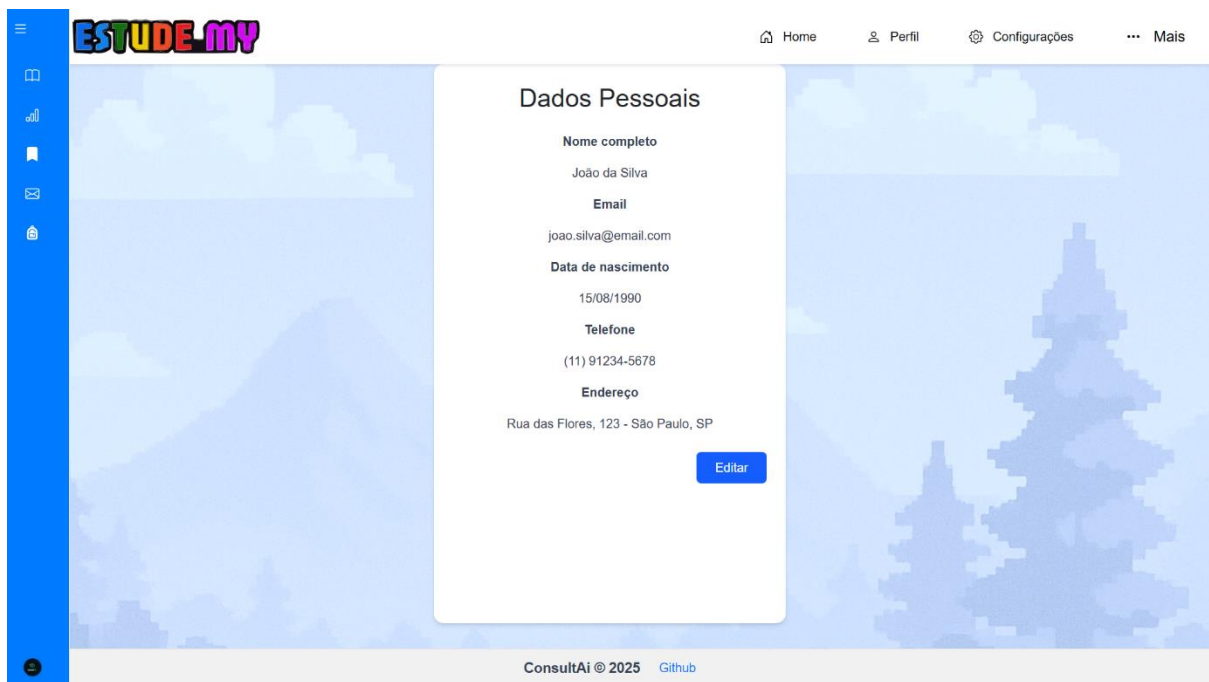 ESTUDE-MY
Home Perfil Configurações ••• Mais
Dados Pessoais
Nome completo
João da Silva
Email
joao.silva@email.com
Data de nascimento
15/08/1990
Telefone
(11) 91234-5678
Endereço
Rua das Flores, 123 - São Paulo, SP
Editar
ConsultAi © 2025 Github